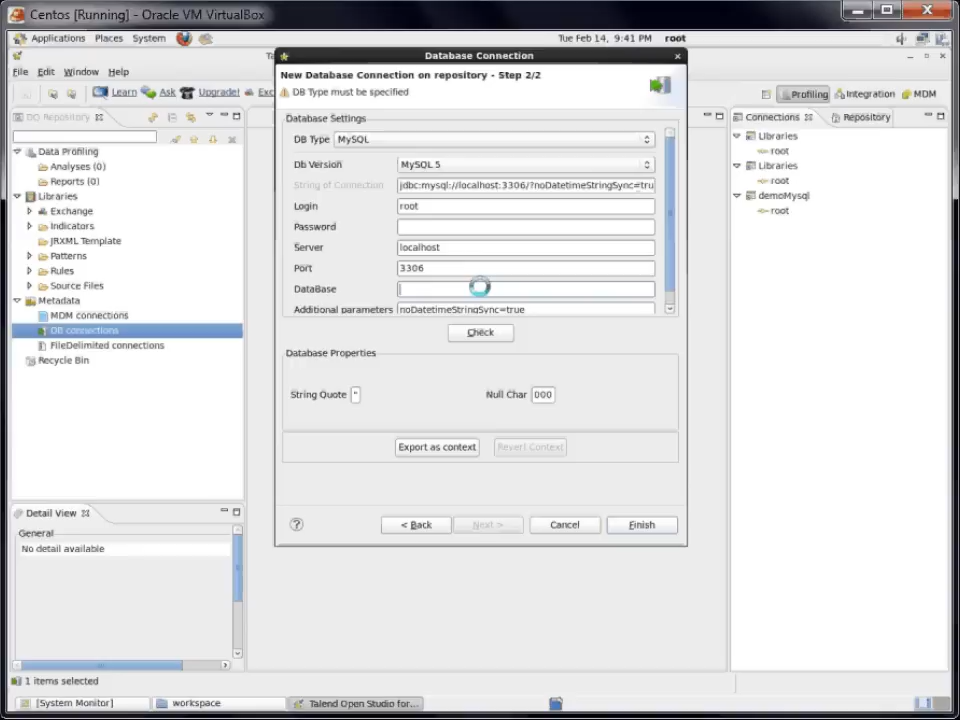 Centos [Running] - Oracle VM VirtualBox
Applications Places System
Tue Feb 14, 9:41 PM root
Database Connection
File Edit Window Help
Learn Ask Upgrade!
Profiling Integration MDM
New Database Connection on repository - Step 2/2
DB Type must be specified
DQ Repository
Data Profiling
Analyses (0)
Reports (0)
Libraries
Exchange
Indicators
JRXML Template
Patterns
Rules
Source Files
Metadata
MDM connections
DB connections
FileDelimited connections
Recycle Bin
Database Settings
DB Type MySQL
Db Version MySQL 5
String of Connection jdbc:mysql://localhost:3306/?noDatetimeStringSync=tru
Login root
Password
Server localhost
Port 3306
DataBase
Additional parameters noDatetimeStringSync=true
Check
Database Properties
String Quote "
Null Char 000
Export as context Revert Context
? < Back Next > Cancel Finish
Connections Repository
Libraries
root
Libraries
root
demoMysql
root
Detail View
General
No detail available
1 items selected
[System Monitor] workspace Talend Open Studio for...